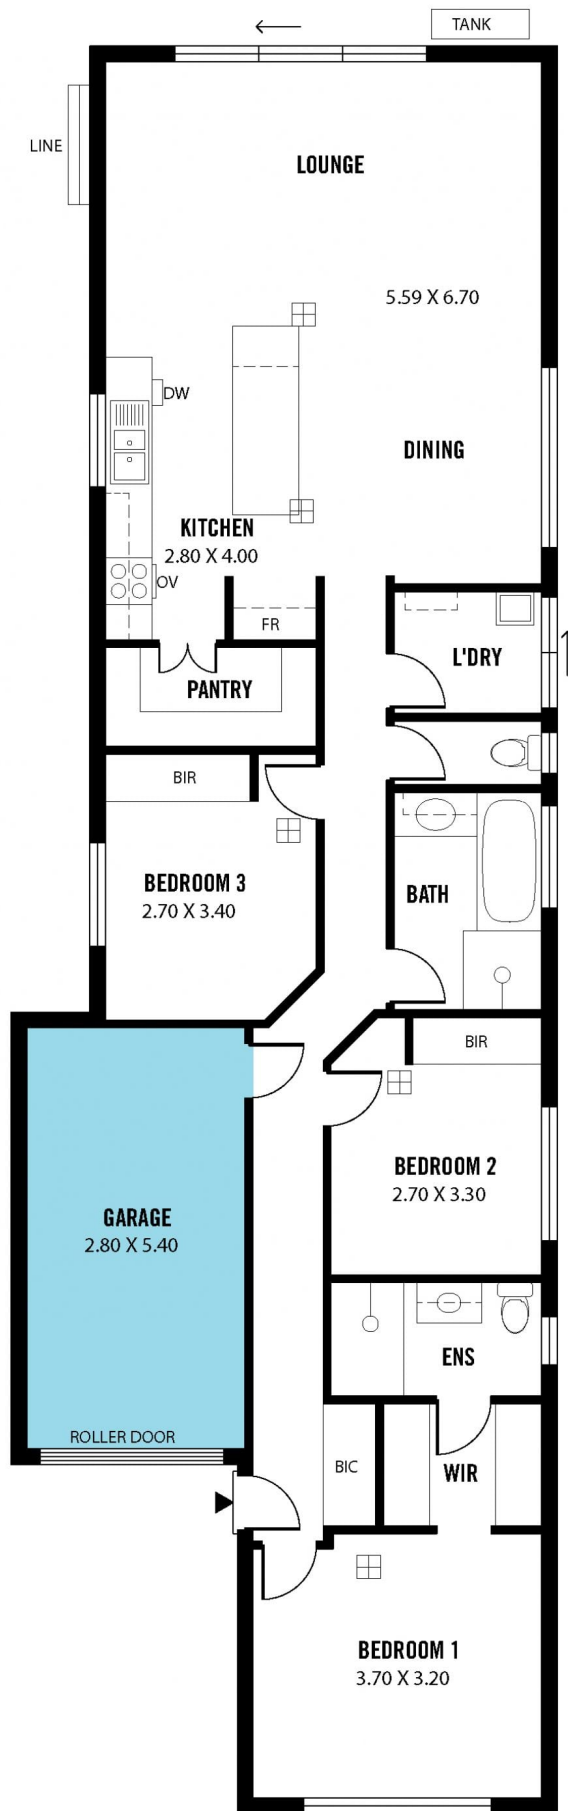 TANK
LINE
LOUNGE
5.59 X 6.70
DW
DINING
KITCHEN
2.80 X 4.00
OV
FR
L'DRY
PANTRY
BIR
BEDROOM 3
2.70 X 3.40
BATH
BIR
BEDROOM 2
2.70 X 3.30
GARAGE
2.80 X 5.40
ENS
ROLLER DOOR
BIC
WIR
BEDROOM 1
3.70 X 3.20